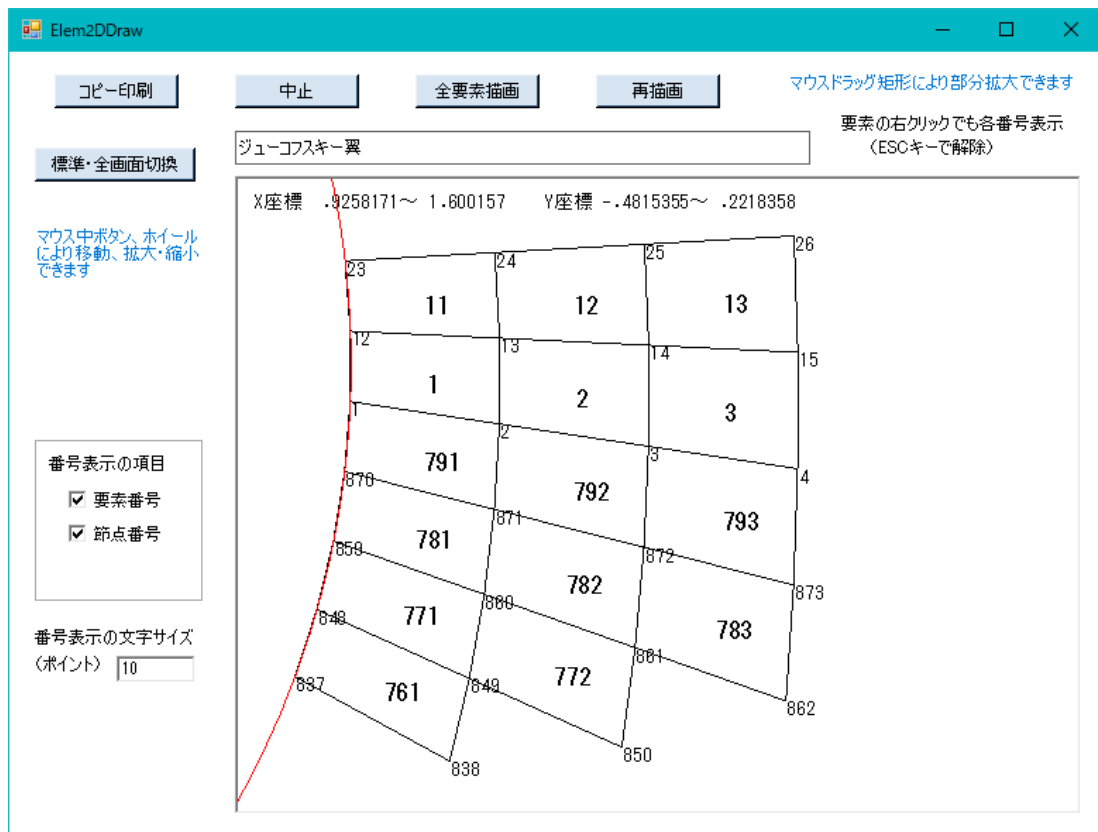 Elem2DDraw
コピー印刷
中止
全要素描画
再描画
マウスドラッグ矩形により部分拡大できます
要素の右クリックでも各番号表示
(ESCキーで解除)
ジューコフスキー翼
標準・全画面切換
マウス中ボタン、ホイール
により移動、拡大・縮小
できます
X座標 .9258171～ 1.600157 Y座標 -.4815355～ .2218358
23 24 25 26
11 12 13
12 13 14 15
1 2 3
1 2 3 4
791 792 793
870 871 872 873
781 782 783
859 860 861 862
771 772
848 849 850
761
837 838
番号表示の項目
要素番号
節点番号
番号表示の文字サイズ
(ポイント) 10